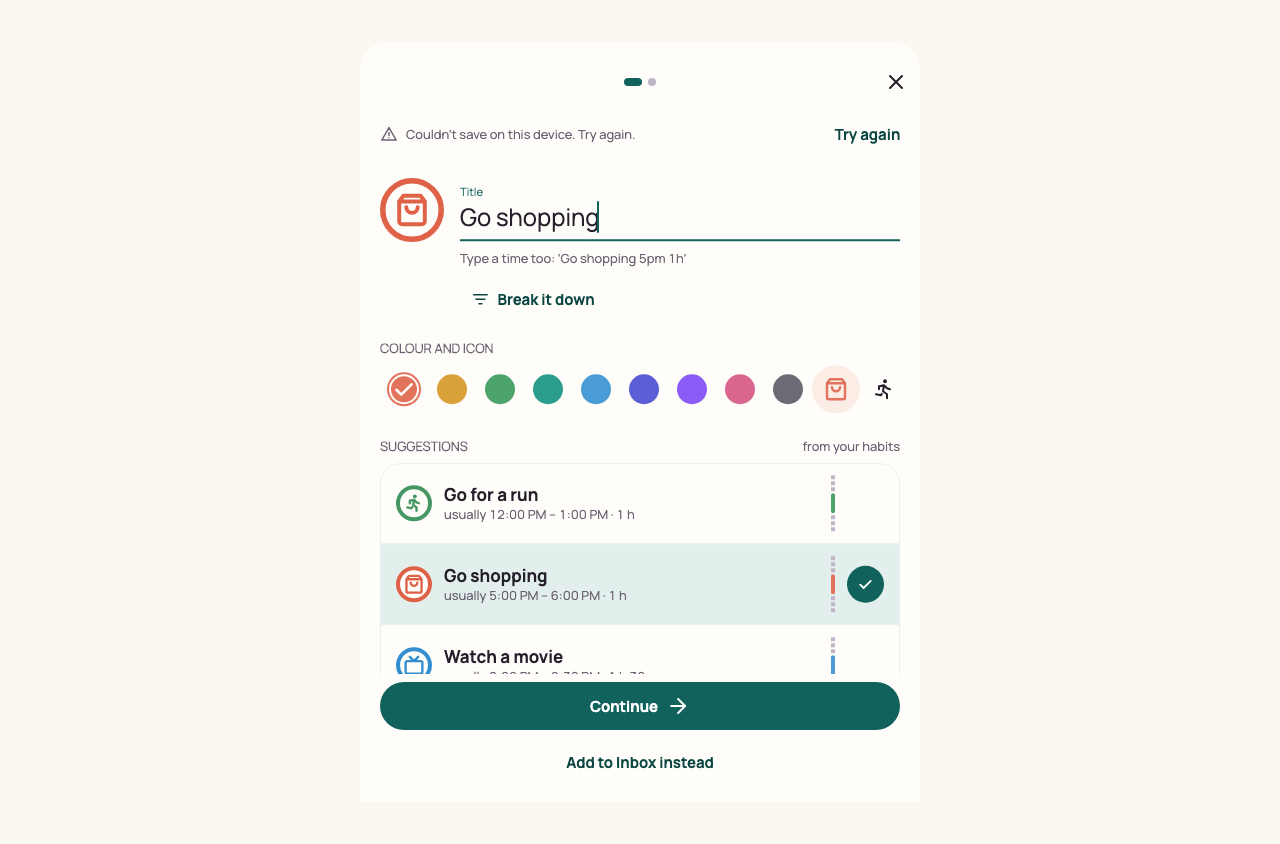 Couldn't save on this device. Try again.
Try again
Title
Go shopping
Type a time too: 'Go shopping 5pm 1h'
Break it down
COLOUR AND ICON
SUGGESTIONS
from your habits
Go for a run
usually 12:00 PM – 1:00 PM · 1 h
Go shopping
usually 5:00 PM – 6:00 PM · 1 h
Watch a movie
Continue
Add to Inbox instead